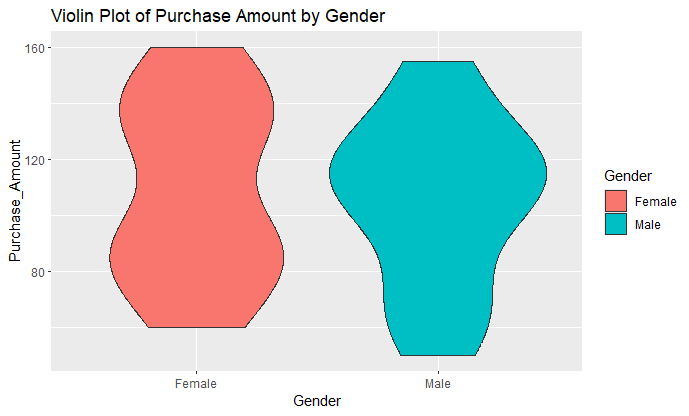 Violin Plot of Purchase Amount by Gender
Purchase_Amount
160
120
80
Female
Male
Gender
Gender
Female
Male